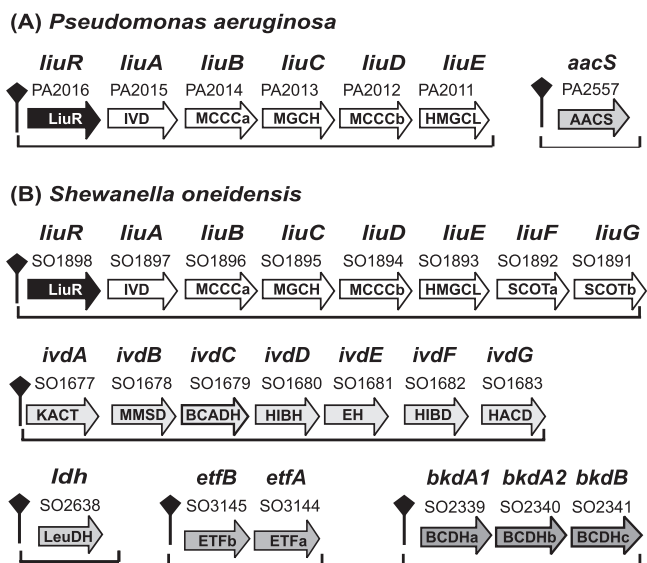 (A) Pseudomonas aeruginosa
liuR liuA liuB liuC liuD liuE aacS
PA2016 PA2015 PA2014 PA2013 PA2012 PA2011 PA2557
LiuR IVD MCCCa MGCH MCCCb HMGCL AACS
(B) Shewanella oneidensis
liuR liuA liuB liuC liuD liuE liuF liuG
SO1898 SO1897 SO1896 SO1895 SO1894 SO1893 SO1892 SO1891
LiuR IVD MCCCa MGCH MCCCb HMGCL SCOTa SCOTb
ivdA ivdB ivdC ivdD ivdE ivdF ivdG
SO1677 SO1678 SO1679 SO1680 SO1681 SO1682 SO1683
KACT MMSD BCADH HIBH EH HIBD HACD
ldh etfB etfA bkdA1 bkdA2 bkdB
SO2638 SO3145 SO3144 SO2339 SO2340 SO2341
LeuDH ETFb ETFa BCDHa BCDHb BCDHc